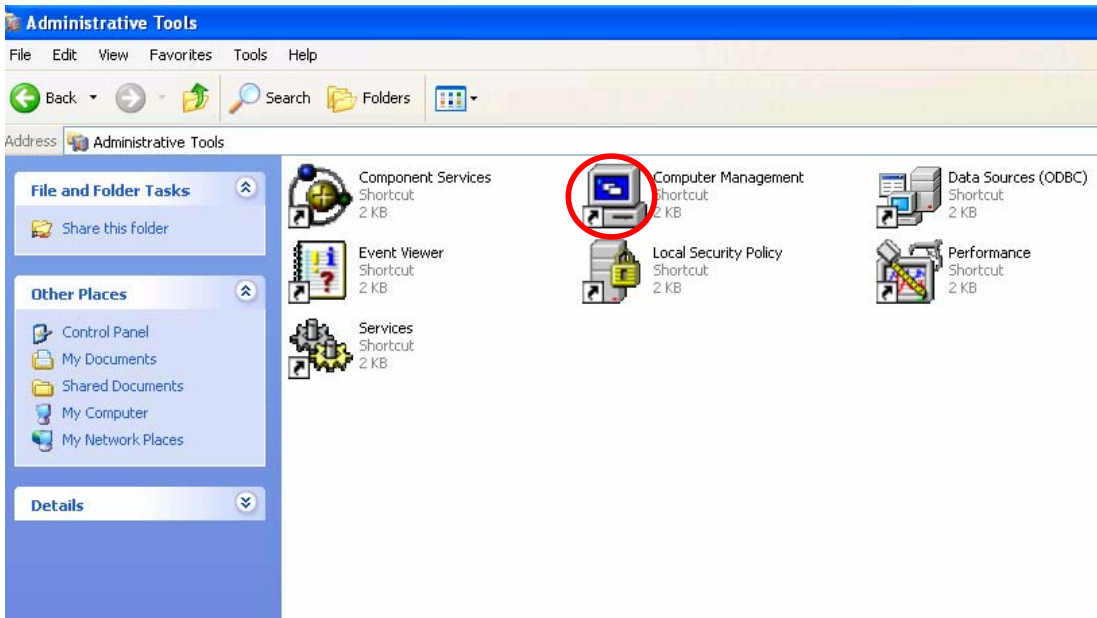 Administrative Tools
File Edit View Favorites Tools Help
Back Search Folders
Address Administrative Tools
File and Folder Tasks
Share this folder
Other Places
Control Panel
My Documents
Shared Documents
My Computer
My Network Places
Details
Component Services
Shortcut
2 KB
Computer Management
Shortcut
2 KB
Data Sources (ODBC)
Shortcut
2 KB
Event Viewer
Shortcut
2 KB
Local Security Policy
Shortcut
2 KB
Performance
Shortcut
2 KB
Services
Shortcut
2 KB